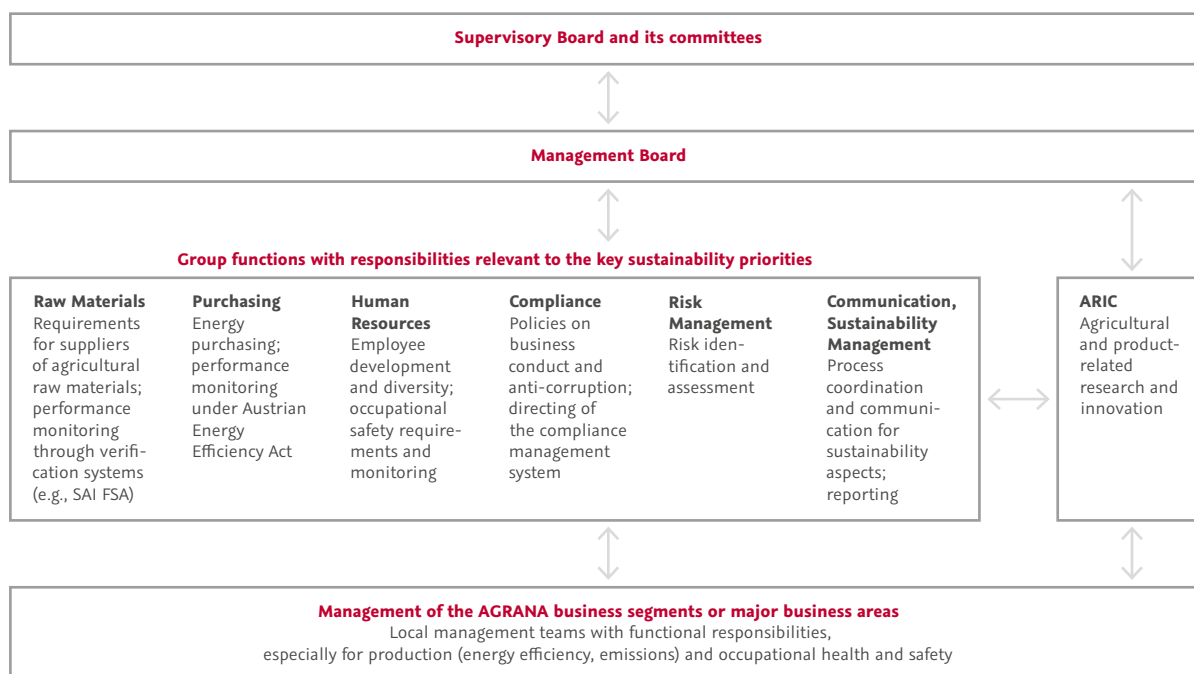 Supervisory Board and its committees
Management Board
Group functions with responsibilities relevant to the key sustainability priorities
Raw Materials
Requirements
for suppliers
of agricultural
raw materials;
performance
monitoring
through verifi-
cation systems
(e.g., SAI FSA)
Purchasing
Energy
purchasing;
performance
monitoring
under Austrian
Energy
Efficiency Act
Human
Resources
Employee
development
and diversity;
occupational
safety require-
ments and
monitoring
Compliance
Policies on
business
conduct and
anti-corruption;
directing of
the compliance
management
system
Risk
Management
Risk iden-
tification and
assessment
Communication,
Sustainability
Management
Process
coordination
and communi-
cation for
sustainability
aspects;
reporting
ARIC
Agricultural
and product-
related
research and
innovation
Management of the AGRANA business segments or major business areas
Local management teams with functional responsibilities,
especially for production (energy efficiency, emissions) and occupational health and safety